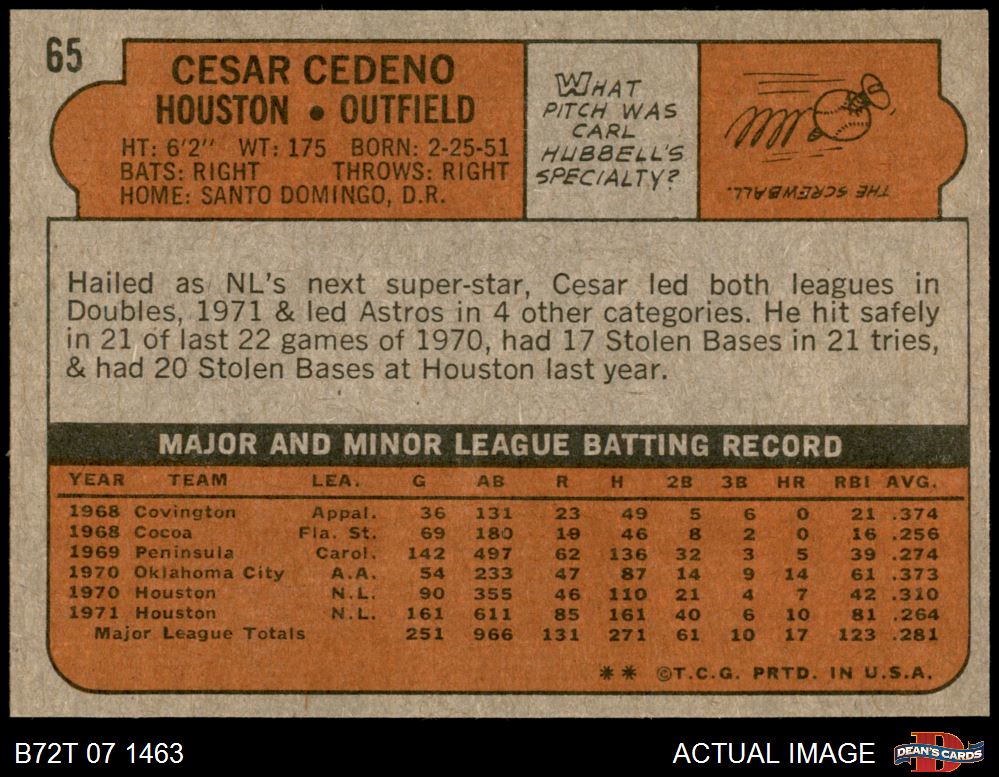 65
CESAR CEDENO
HOUSTON • OUTFIELD
HT: 6'2" WT: 175 BORN: 2-25-51
BATS: RIGHT THROWS: RIGHT
HOME: SANTO DOMINGO, D.R.
WHAT
PITCH WAS
CARL
HUBBELL'S
SPECIALTY?
THE SCREWBALL.
Hailed as NL's next super-star, Cesar led both leagues in
Doubles, 1971 & led Astros in 4 other categories. He hit safely
in 21 of last 22 games of 1970, had 17 Stolen Bases in 21 tries,
& had 20 Stolen Bases at Houston last year.
MAJOR AND MINOR LEAGUE BATTING RECORD
YEAR TEAM LEA. G AB R H 2B 3B HR RBI AVG.
1968 Covington Appal. 36 131 23 49 5 6 0 21 .374
1968 Cocoa Fla. St. 69 180 19 46 8 2 0 16 .256
1969 Peninsula Carol. 142 497 62 136 32 3 5 39 .274
1970 Oklahoma City A.A. 54 233 47 87 14 9 14 61 .373
1970 Houston N.L. 90 355 46 110 21 4 7 42 .310
1971 Houston N.L. 161 611 85 161 40 6 10 81 .264
Major League Totals 251 966 131 271 61 10 17 123 .281
** ©T.C.G. PRTD. IN U.S.A.
B72T 07 1463
ACTUAL IMAGE
D
DEAN'S CARDS